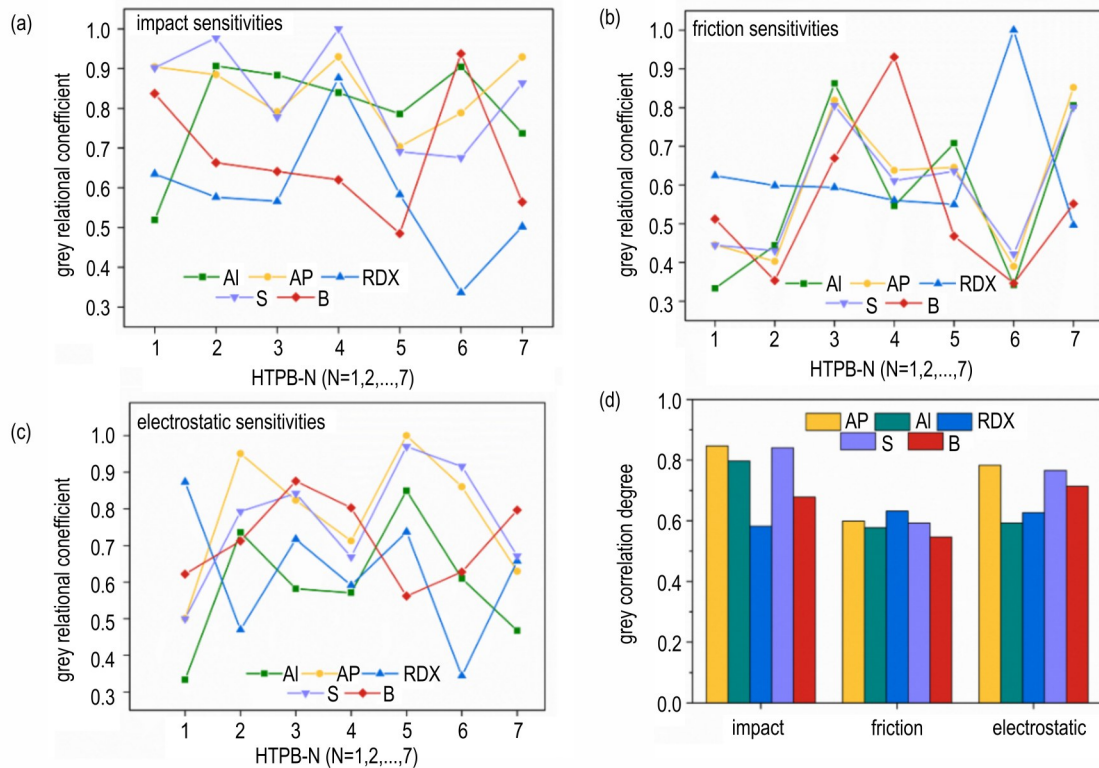 (a)
impact sensitivities
grey relational conefficient
1.0
0.9
0.8
0.7
0.6
0.5
0.4
0.3
Al AP RDX
S B
1 2 3 4 5 6 7
HTPB-N (N=1,2,...,7)
(b)
friction sensitivities
grey relational conefficient
1.0
0.9
0.8
0.7
0.6
0.5
0.4
0.3
Al AP RDX
S B
1 2 3 4 5 6 7
HTPB-N (N=1,2,...,7)
(c)
electrostatic sensitivities
grey relational conefficient
1.0
0.9
0.8
0.7
0.6
0.5
0.4
0.3
Al AP RDX
S B
1 2 3 4 5 6 7
HTPB-N (N=1,2,...,7)
(d)
grey correlation degree
1.0
0.8
0.6
0.4
0.2
0.0
AP Al RDX
S B
impact friction electrostatic